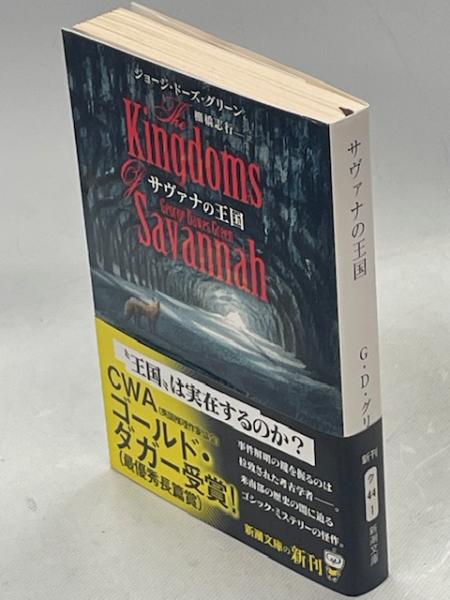 ジョージ・ドーズ・グリーン
棚橋志行
The
Kingdoms
Of
サヴァナの王国
George Dawes Green
Savannah
〝王国〟は実在するのか?
CWA(英国推理作家協会)
ゴールド・
ダガー受賞!
(最優秀長篇賞)
事件解明の鍵を握るのは
拉致された考古学者――。
米南部の歴史の闇に迫る
ゴシック・ミステリーの怪作。
新潮文庫の新刊
サヴァナの王国
G・D・グリ
新刊
ク
44
1
新潮文庫